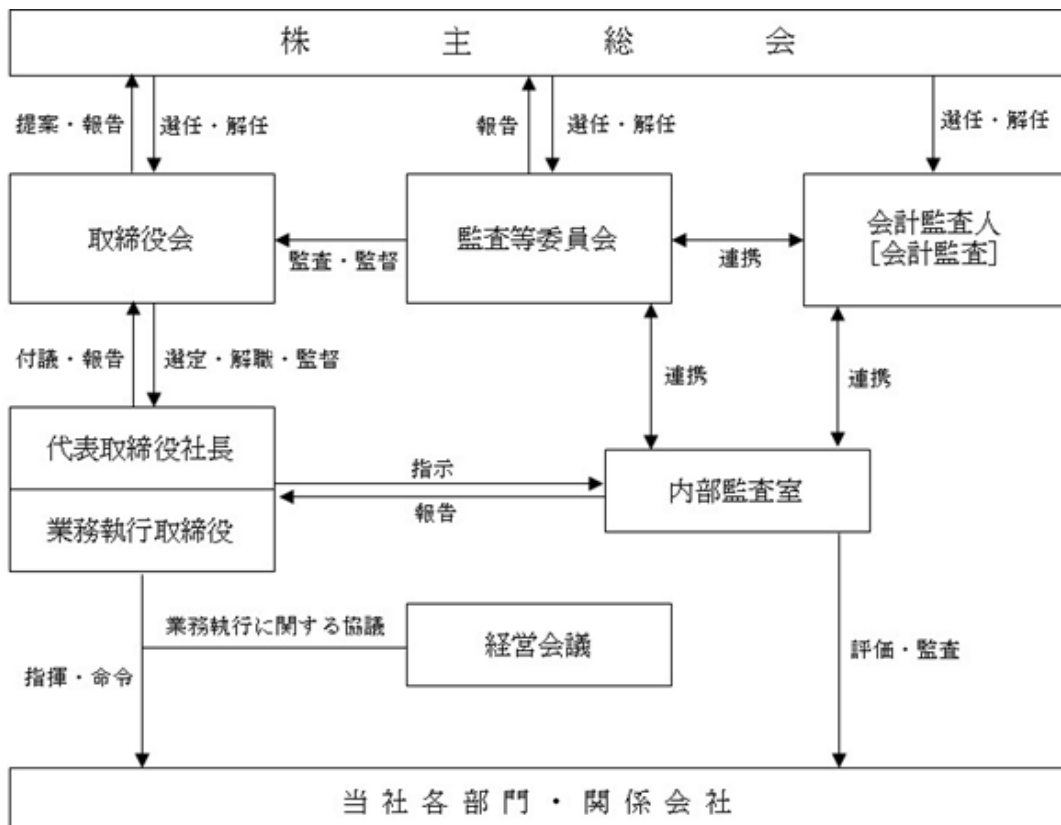 株主総会
提案・報告
選任・解任
報告
選任・解任
選任・解任
取締役会
監査・監督
監査等委員会
連携
会計監査人
[会計監査]
付議・報告
選定・解職・監督
連携
連携
代表取締役社長
業務執行取締役
指示
報告
内部監査室
業務執行に関する協議
経営会議
指揮・命令
評価・監査
当社各部門・関係会社